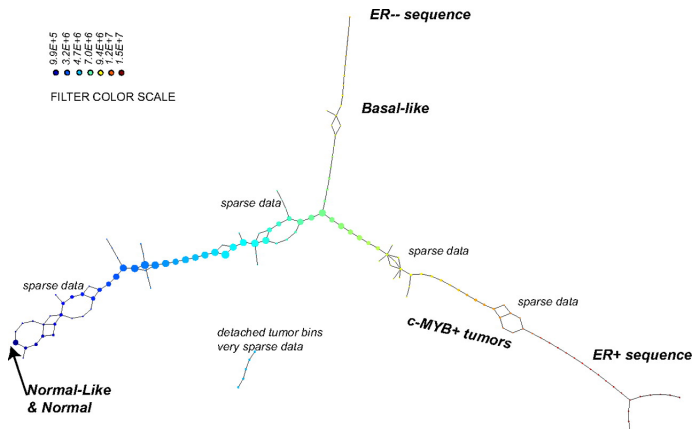 ER-- sequence
9.9E+5
3.2E+6
4.7E+6
7.0E+6
9.4E+6
1.2E+7
1.5E+7
FILTER COLOR SCALE
Basal-like
sparse data
sparse data
sparse data
sparse data
detached tumor bins
very sparse data
c-MYB+ tumors
ER+ sequence
Normal-Like
& Normal